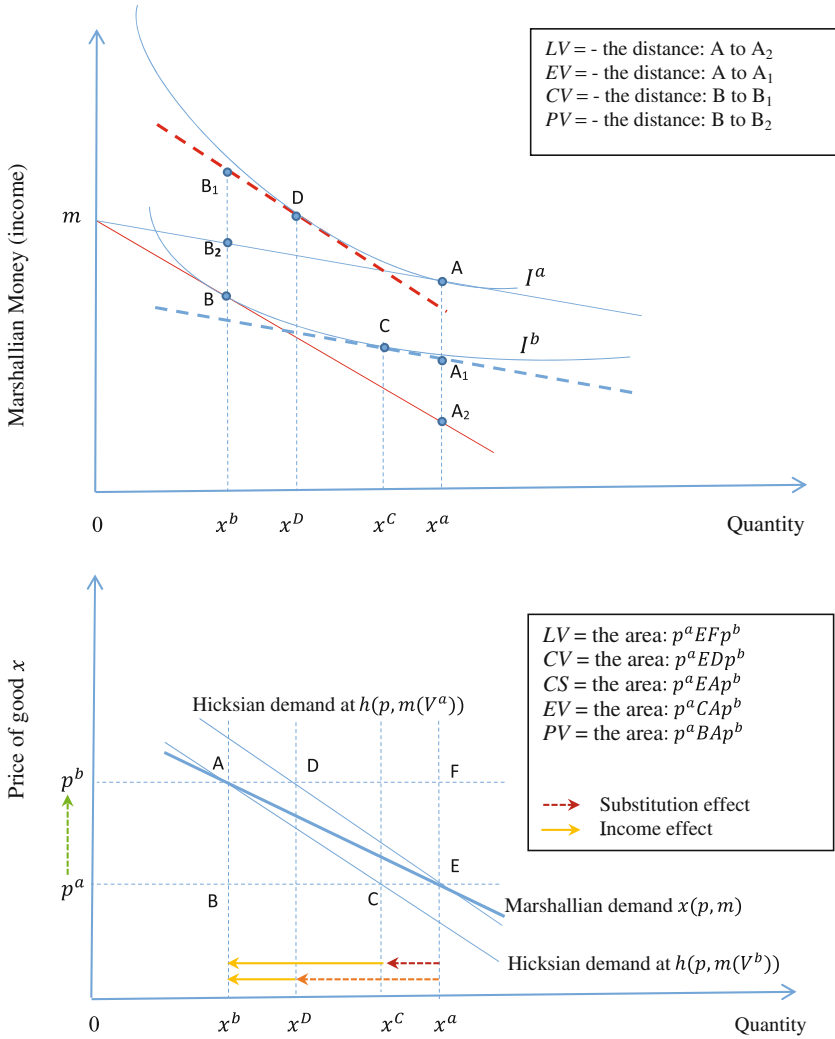 LV = - the distance: A to A₂
EV = - the distance: A to A₁
CV = - the distance: B to B₁
PV = - the distance: B to B₂
Marshallian Money (income)
B₁
D
m
B₂
A
Iᵃ
B
C
Iᵇ
A₁
A₂
0
xᵇ
x^D
x^C
xᵃ
Quantity
LV = the area: pᵃEFpᵇ
CV = the area: pᵃEDpᵇ
CS = the area: pᵃEApᵇ
EV = the area: pᵃCApᵇ
PV = the area: pᵃBApᵇ
Substitution effect
Income effect
Price of good x
Hicksian demand at h(p, m(Vᵃ))
A
D
F
pᵇ
E
pᵃ
B
C
Marshallian demand x(p, m)
Hicksian demand at h(p, m(Vᵇ))
0
xᵇ
x^D
x^C
xᵃ
Quantity